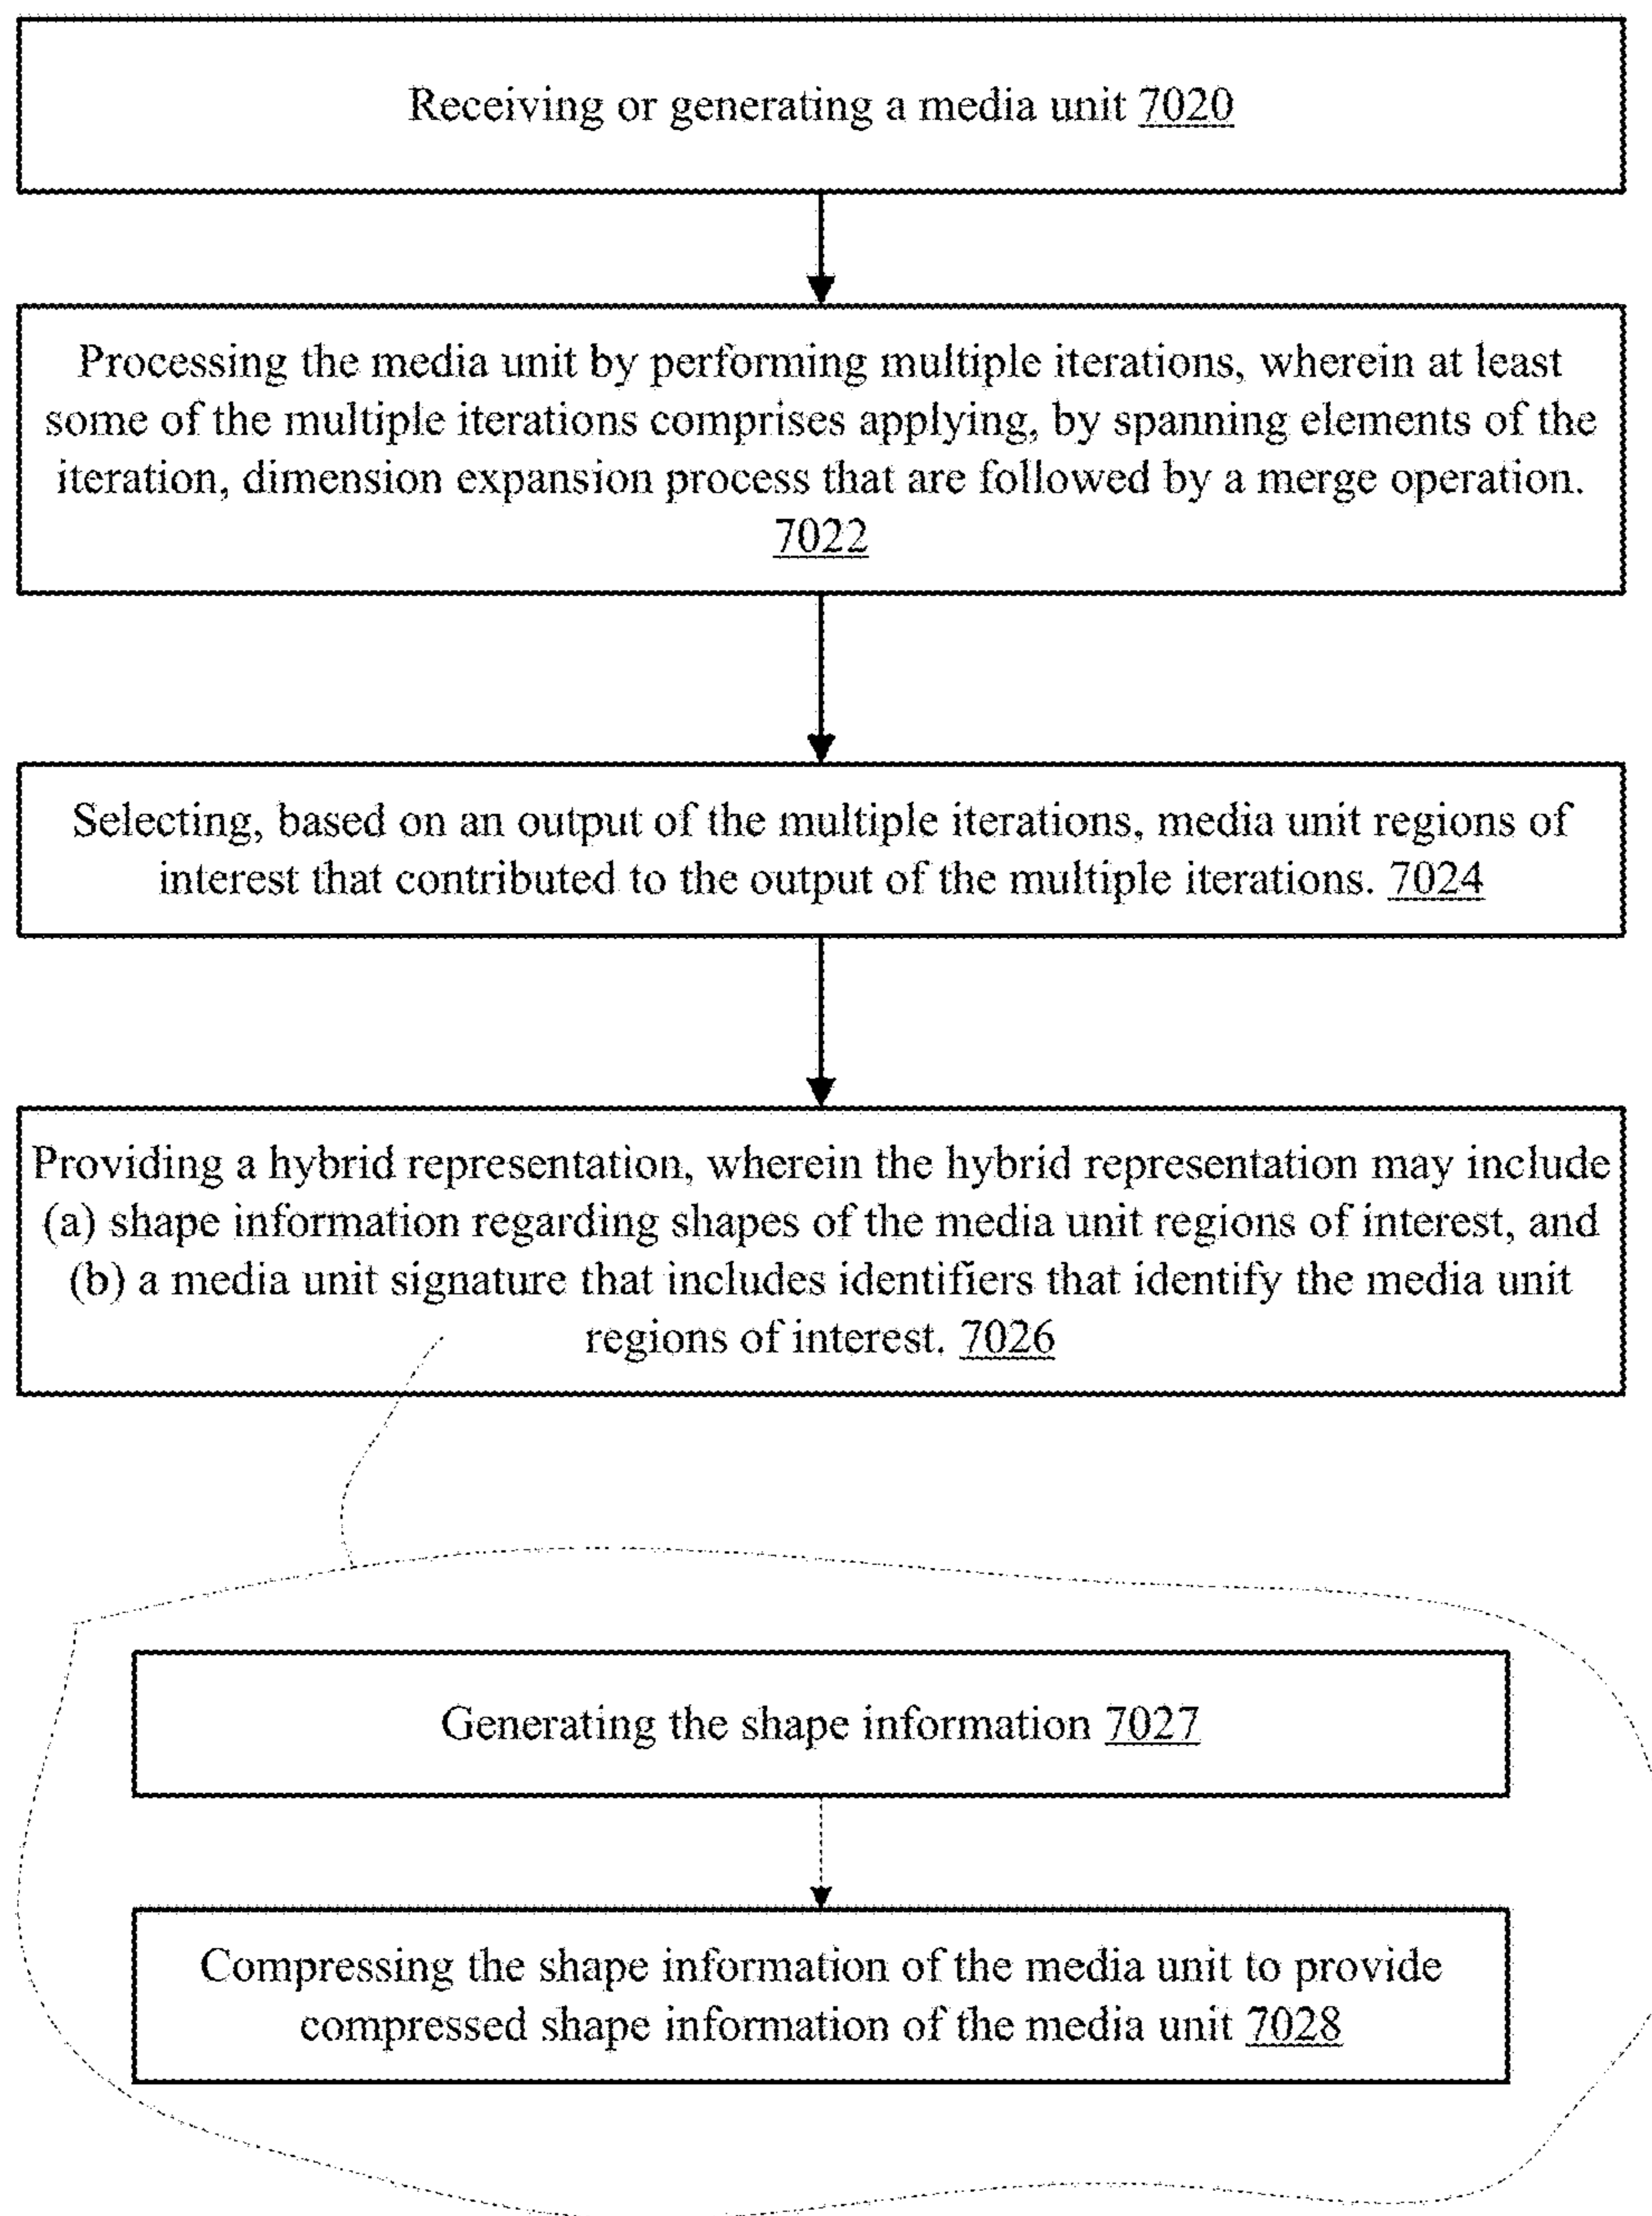 Receiving or generating a media unit 7020
Processing the media unit by performing multiple iterations, wherein at least
some of the multiple iterations comprises applying, by spanning elements of the
iteration, dimension expansion process that are followed by a merge operation.
7022
Selecting, based on an output of the multiple iterations, media unit regions of
interest that contributed to the output of the multiple iterations. 7024
Providing a hybrid representation, wherein the hybrid representation may include
(a) shape information regarding shapes of the media unit regions of interest, and
(b) a media unit signature that includes identifiers that identify the media unit
regions of interest. 7026
Generating the shape information 7027
Compressing the shape information of the media unit to provide
compressed shape information of the media unit 7028